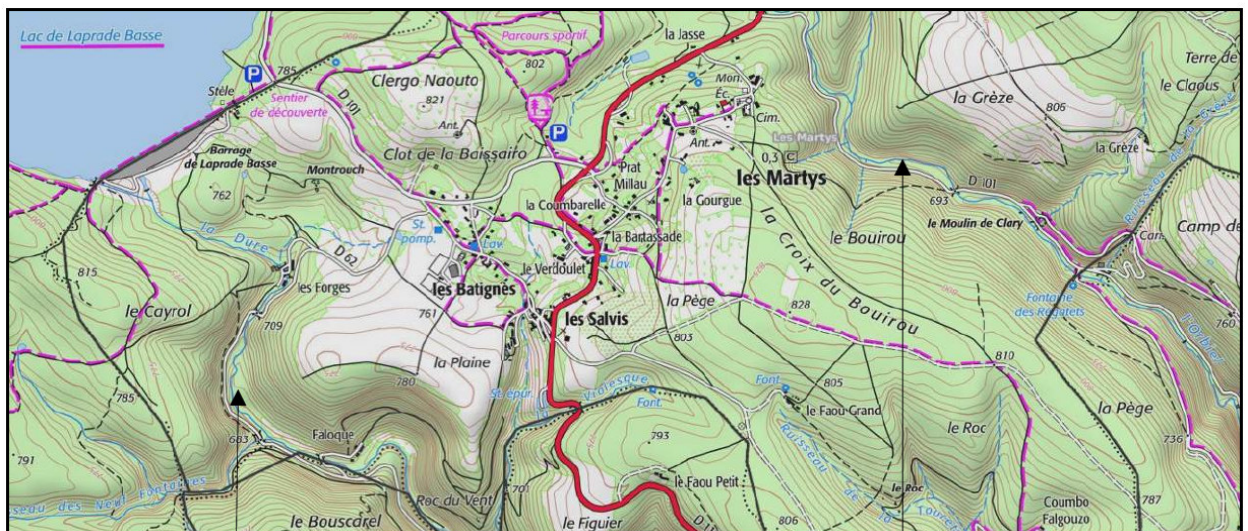 Lac de Laprade Basse
Parcours sportif
la Jasse
Terre de
le Claous
785
802
P
Clergo Naouto
821
Mon.
Éc.
la Grèze
806
Stèle
Sentier
de découverte
D 101
Ant.
P
Cim.
Ant.
Les Martys
la Grèze
Barrage
de Laprade Basse
Clot de la Baissairo
0,3 C
762
Montrouch
Prat
Millau
les Martys
D 101
693
la Coumbarelle
la Gourgue
le Moulin de Clary
Camp de
la Dure
St.
pomp.
Lav.
la Bartassade
le Bouirou
Carr.
815
D 62
les Forges
le Verdoulet
Lav.
la Croix du Bouirou
les Batignès
la Pège
828
Fontaine
des Régatets
le Cayrol
709
761
les Salvis
l'Orbiel
760
803
la Plaine
810
785
780
St. épur.
Font.
805
Font.
le Faou Grand
la Pège
683
Faloque
793
le Roc
736
791
Roc du Vent
701
le Faou Petit
Ruisseau de
le Roc
787
le Bouscarel
le Figuier
806
Coumbo
Falgouzo